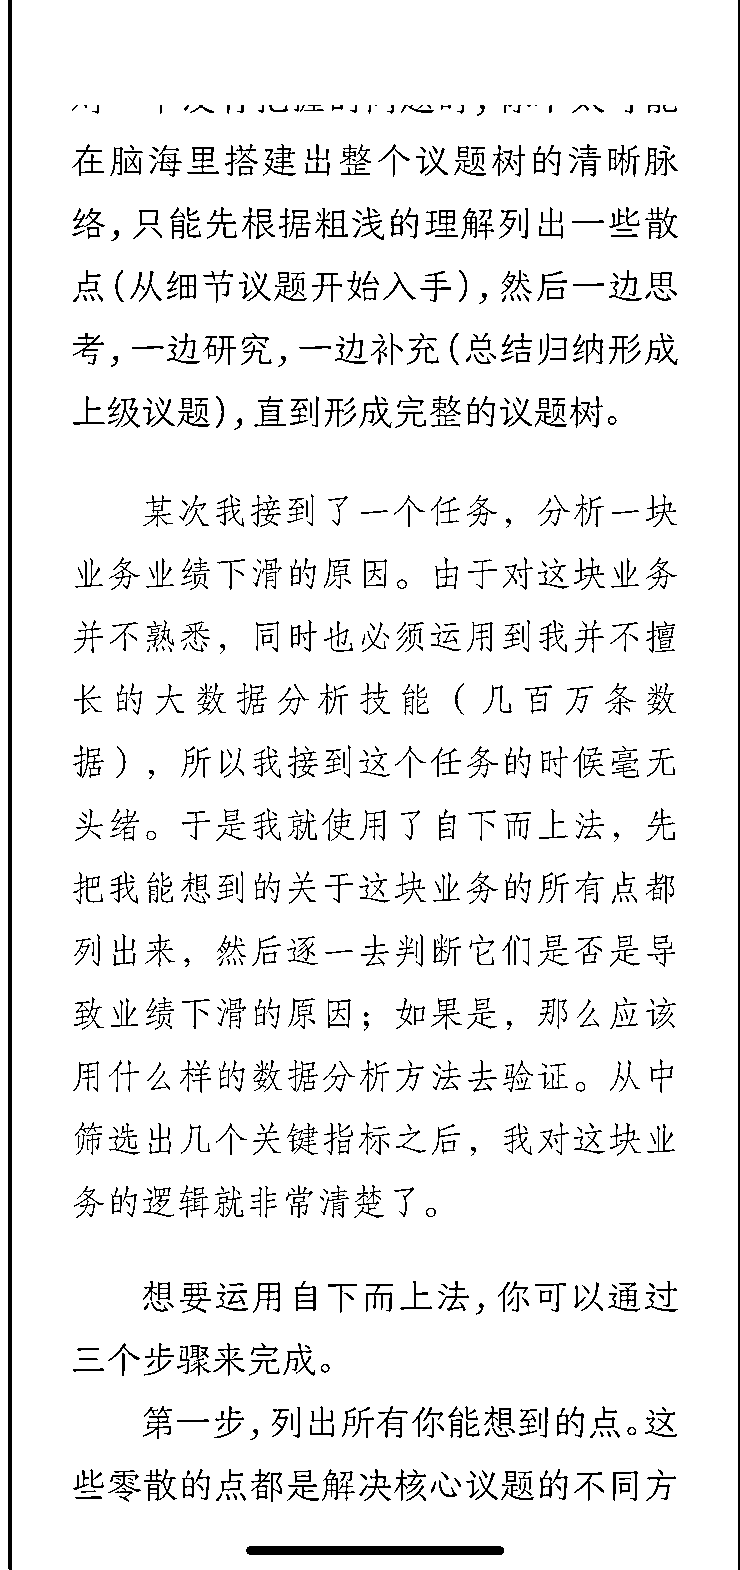 在脑海里搭建出整个议题树的清晰脉
络,只能先根据粗浅的理解列出一些散
点(从细节议题开始入手),然后一边思
考,一边研究,一边补充(总结归纳形成
上级议题),直到形成完整的议题树。
某次我接到了一个任务，分析一块
业务业绩下滑的原因。由于对这块业务
并不熟悉，同时也必须运用到我并不擅
长的大数据分析技能（几百万条数
据），所以我接到这个任务的时候毫无
头绪。于是我就使用了自下而上法，先
把我能想到的关于这块业务的所有点都
列出来，然后逐一去判断它们是否是导
致业绩下滑的原因；如果是，那么应该
用什么样的数据分析方法去验证。从中
筛选出几个关键指标之后，我对这块业
务的逻辑就非常清楚了。
想要运用自下而上法,你可以通过
三个步骤来完成。
第一步,列出所有你能想到的点。这
些零散的点都是解决核心议题的不同方